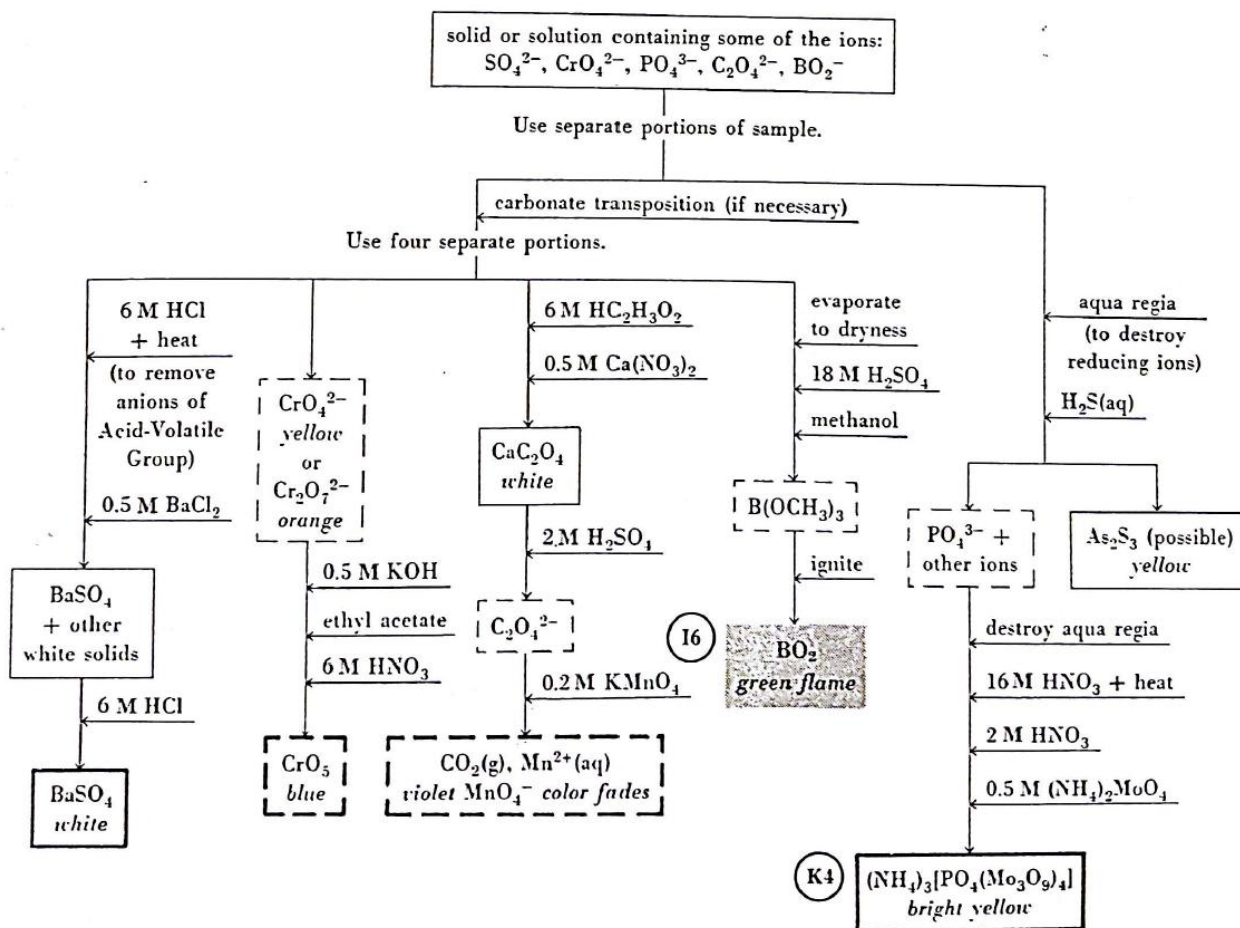 solid or solution containing some of the ions:
SO₄²⁻, CrO₄²⁻, PO₄³⁻, C₂O₄²⁻, BO₂⁻
Use separate portions of sample.
carbonate transposition (if necessary)
Use four separate portions.
6 M HCl
+ heat
(to remove
anions of
Acid-Volatile
Group)
0.5 M BaCl₂
BaSO₄
+ other
white solids
6 M HCl
BaSO₄
white
CrO₄²⁻
yellow
or
Cr₂O₇²⁻
orange
0.5 M KOH
ethyl acetate
6 M HNO₃
CrO₅
blue
6 M HC₂H₃O₂
0.5 M Ca(NO₃)₂
CaC₂O₄
white
2 M H₂SO₄
C₂O₄²⁻
0.2 M KMnO₄
CO₂(g), Mn²⁺(aq)
violet MnO₄⁻ color fades
evaporate
to dryness
18 M H₂SO₄
methanol
B(OCH₃)₃
ignite
I6
BO₂
green flame
aqua regia
(to destroy
reducing ions)
H₂S(aq)
PO₄³⁻ +
other ions
As₂S₃ (possible)
yellow
destroy aqua regia
16 M HNO₃ + heat
2 M HNO₃
0.5 M (NH₄)₂MoO₄
K4
(NH₄)₃[PO₄(Mo₃O₉)₄]
bright yellow